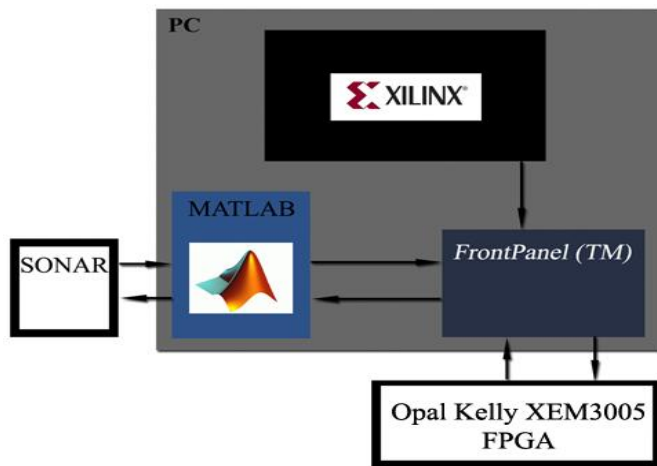 PC
XILINX®
MATLAB
SONAR
FrontPanel (TM)
Opal Kelly XEM3005
FPGA